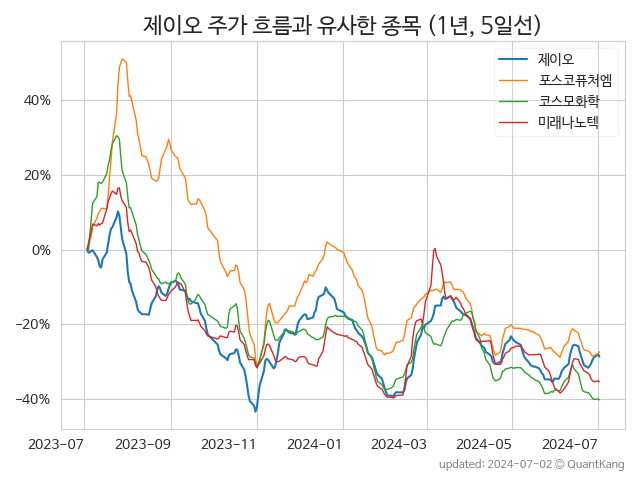 제이오 주가 흐름과 유사한 종목 (1년, 5일선)
제이오
포스코퓨처엠
코스모화학
미래나노텍
40%
20%
0%
−20%
−40%
2023-07 2023-09 2023-11 2024-01 2024-03 2024-05 2024-07
updated: 2024-07-02 © QuantKang